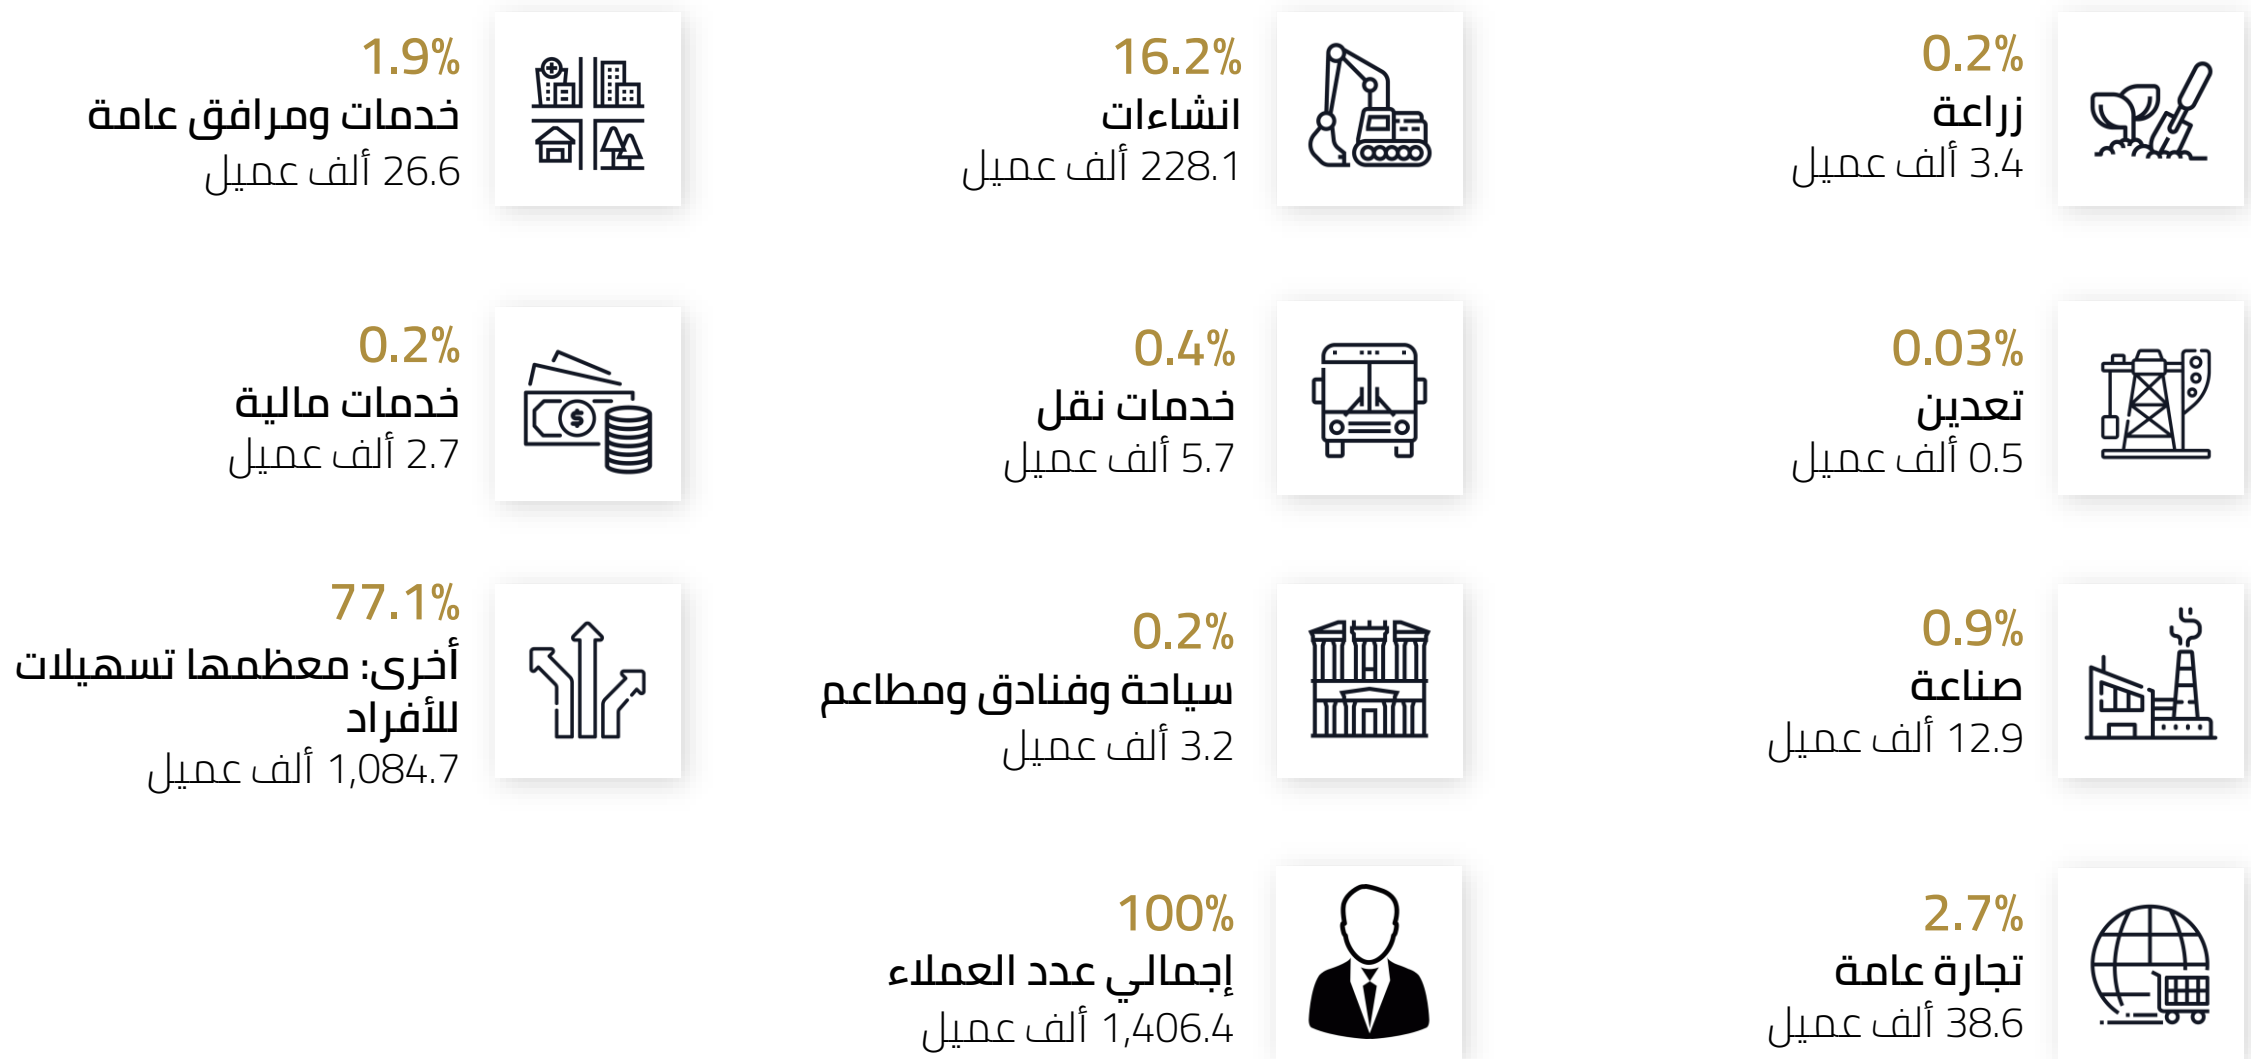 0.2%
زراعة
3.4 ألف عميل
0.03%
تعدين
0.5 ألف عميل
0.9%
صناعة
12.9 ألف عميل
2.7%
تجارة عامة
38.6 ألف عميل
16.2%
انشاءات
228.1 ألف عميل
0.4%
خدمات نقل
5.7 ألف عميل
0.2%
سياحة وفنادق ومطاعم
3.2 ألف عميل
100%
إجمالي عدد العملاء
1,406.4 ألف عميل
1.9%
خدمات ومرافق عامة
26.6 ألف عميل
0.2%
خدمات مالية
2.7 ألف عميل
77.1%
أخرى: معظمها تسهيلات
للأفراد
1,084.7 ألف عميل